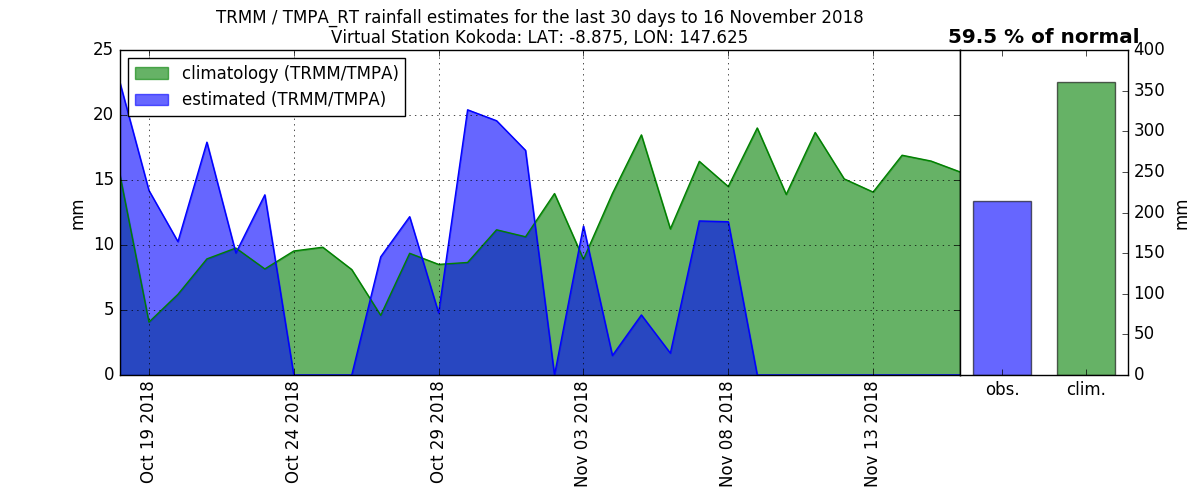 TRMM / TMPA_RT rainfall estimates for the last 30 days to 16 November 2018
Virtual Station Kokoda: LAT: -8.875, LON: 147.625
59.5 % of normal
climatology (TRMM/TMPA)
estimated (TRMM/TMPA)
25
20
15
10
5
0
mm
Oct 19 2018
Oct 24 2018
Oct 29 2018
Nov 03 2018
Nov 08 2018
Nov 13 2018
obs.
clim.
400
350
300
250
200
150
100
50
0
mm